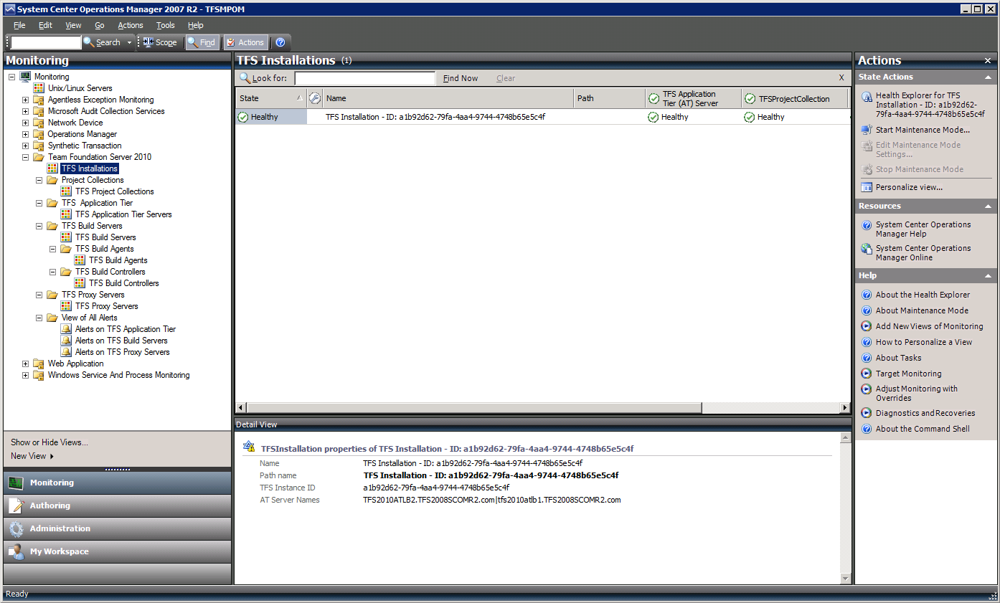 System Center Operations Manager 2007 R2 - TFSMPOM
File Edit View Go Actions Tools Help
Search Scope Find Actions
Monitoring
Monitoring
Unix/Linux Servers
Agentless Exception Monitoring
Microsoft Audit Collection Services
Network Device
Operations Manager
Synthetic Transaction
Team Foundation Server 2010
TFS Installations
Project Collections
TFS Project Collections
TFS Application Tier
TFS Application Tier Servers
TFS Build Servers
TFS Build Servers
TFS Build Agents
TFS Build Agents
TFS Build Controllers
TFS Build Controllers
TFS Proxy Servers
TFS Proxy Servers
View of All Alerts
Alerts on TFS Application Tier
Alerts on TFS Build Servers
Alerts on TFS Proxy Servers
Web Application
Windows Service And Process Monitoring
Show or Hide Views...
New View
Monitoring
Authoring
Administration
My Workspace
TFS Installations (1)
Look for: Find Now Clear X
State Name Path TFS Application Tier (AT) Server TFSProjectCollection
Healthy TFS Installation - ID: a1b92d62-79fa-4aa4-9744-4748b65e5c4f Healthy Healthy
Detail View
TFSInstallation properties of TFS Installation - ID: a1b92d62-79fa-4aa4-9744-4748b65e5c4f
Name TFS Installation - ID: a1b92d62-79fa-4aa4-9744-4748b65e5c4f
Path name TFS Installation - ID: a1b92d62-79fa-4aa4-9744-4748b65e5c4f
TFS Instance ID a1b92d62-79fa-4aa4-9744-4748b65e5c4f
AT Server Names TFS2010ATLB2.TFS2008SCOMR2.com|tfs2010atlb1.TFS2008SCOMR2.com
Actions
State Actions
Health Explorer for TFS
Installation - ID: a1b92d62-
79fa-4aa4-9744-4748b65e5c4f
Start Maintenance Mode...
Edit Maintenance Mode
Settings...
Stop Maintenance Mode
Personalize view...
Resources
System Center Operations
Manager Help
System Center Operations
Manager Online
Help
About the Health Explorer
About Maintenance Mode
Add New Views of Monitoring
How to Personalize a View
About Tasks
Target Monitoring
Adjust Monitoring with
Overrides
Diagnostics and Recoveries
About the Command Shell
Ready